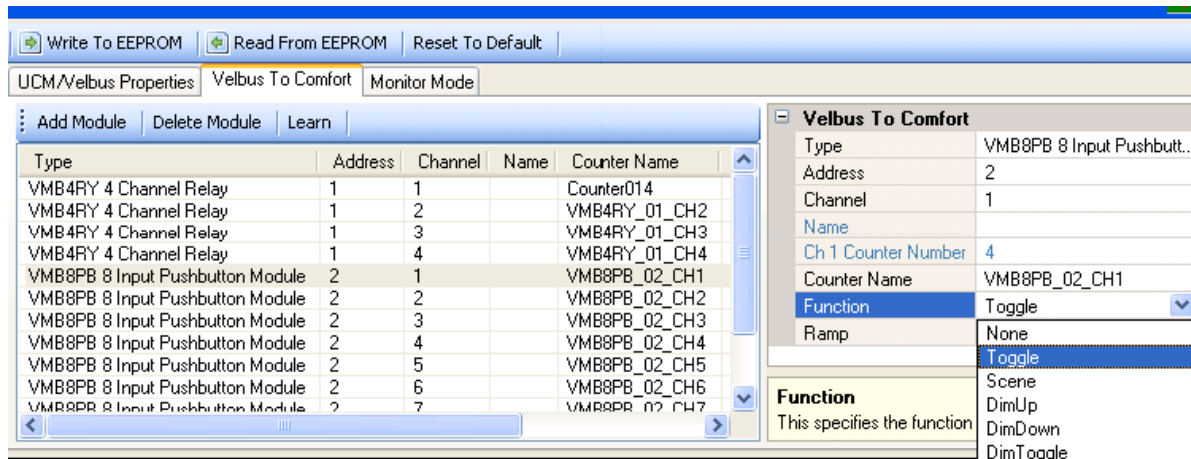 Write To EEPROM Read From EEPROM Reset To Default
UCM/Velbus Properties Velbus To Comfort Monitor Mode
Add Module Delete Module Learn
Type Address Channel Name Counter Name
VMB4RY 4 Channel Relay 1 1 Counter014
VMB4RY 4 Channel Relay 1 2 VMB4RY_01_CH2
VMB4RY 4 Channel Relay 1 3 VMB4RY_01_CH3
VMB4RY 4 Channel Relay 1 4 VMB4RY_01_CH4
VMB8PB 8 Input Pushbutton Module 2 1 VMB8PB_02_CH1
VMB8PB 8 Input Pushbutton Module 2 2 VMB8PB_02_CH2
VMB8PB 8 Input Pushbutton Module 2 3 VMB8PB_02_CH3
VMB8PB 8 Input Pushbutton Module 2 4 VMB8PB_02_CH4
VMB8PB 8 Input Pushbutton Module 2 5 VMB8PB_02_CH5
VMB8PB 8 Input Pushbutton Module 2 6 VMB8PB_02_CH6
VMB8PB 8 Input Pushbutton Module 2 7 VMB8PB_02_CH7
Velbus To Comfort
Type VMB8PB 8 Input Pushbutt..
Address 2
Channel 1
Name
Ch 1 Counter Number 4
Counter Name VMB8PB_02_CH1
Function Toggle
Ramp
None
Toggle
Scene
DimUp
DimDown
DimToggle
Function
This specifies the function